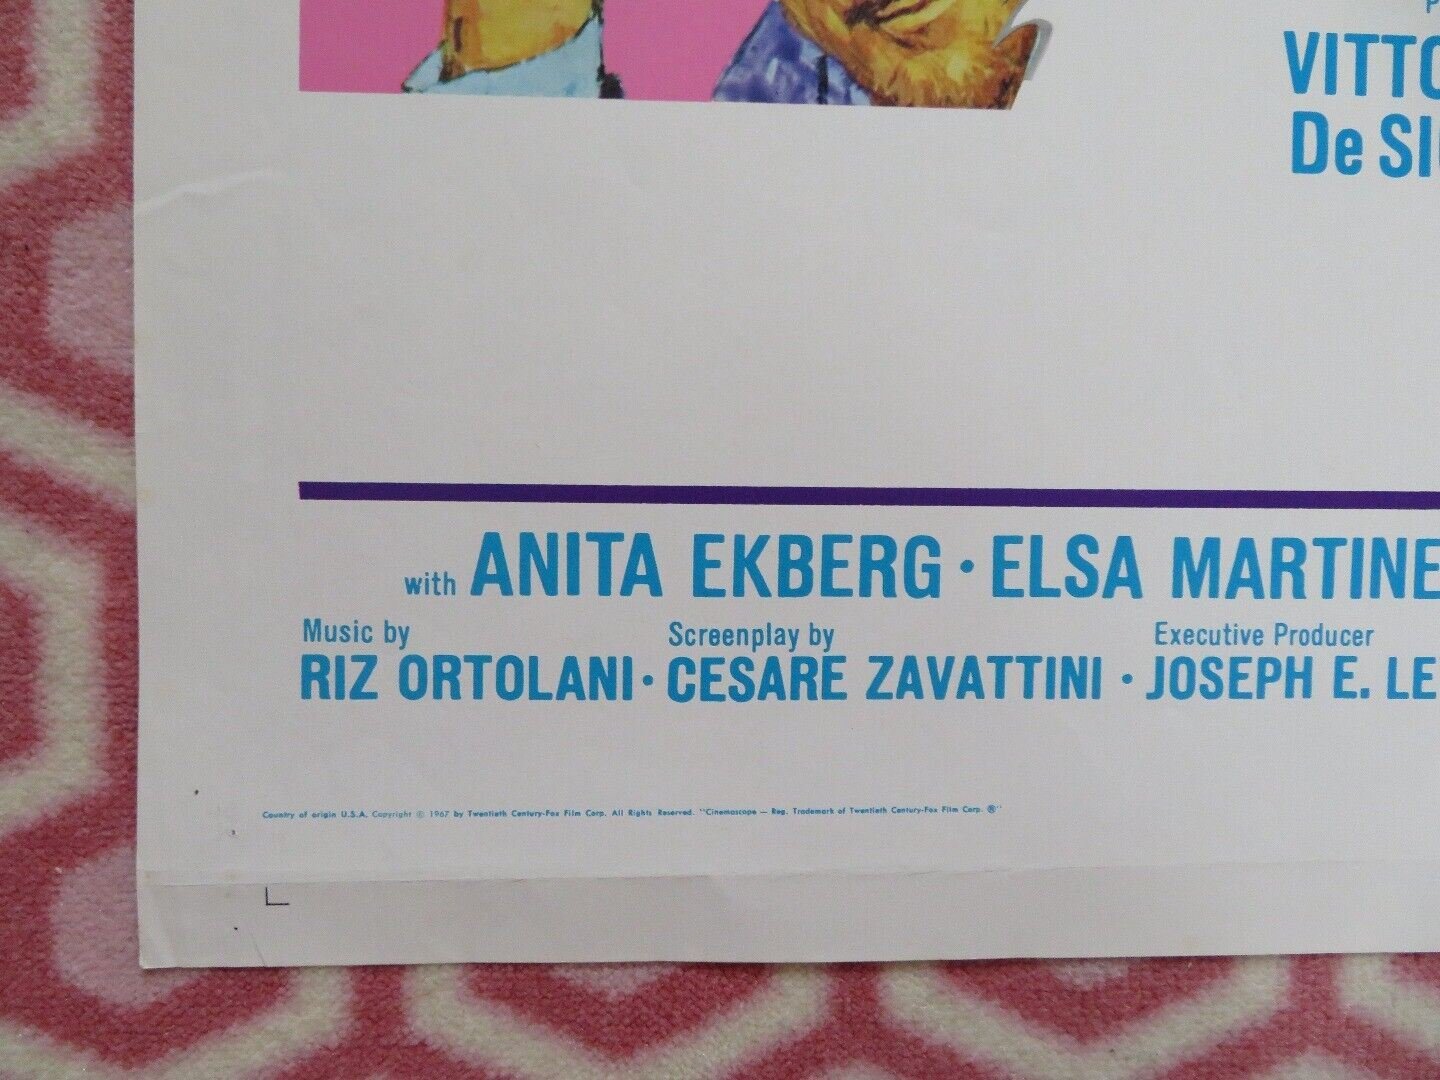 P
VITTO
De SI
with ANITA EKBERG • ELSA MARTINE
Music by Screenplay by Executive Producer
RIZ ORTOLANI • CESARE ZAVATTINI • JOSEPH E. LE
Country of origin U.S.A. Copyright © 1967 by Twentieth Century-Fox Film Corp. All Rights Reserved. "Cinemascope — Reg. Trademark of Twentieth Century-Fox Film Corp. ®"